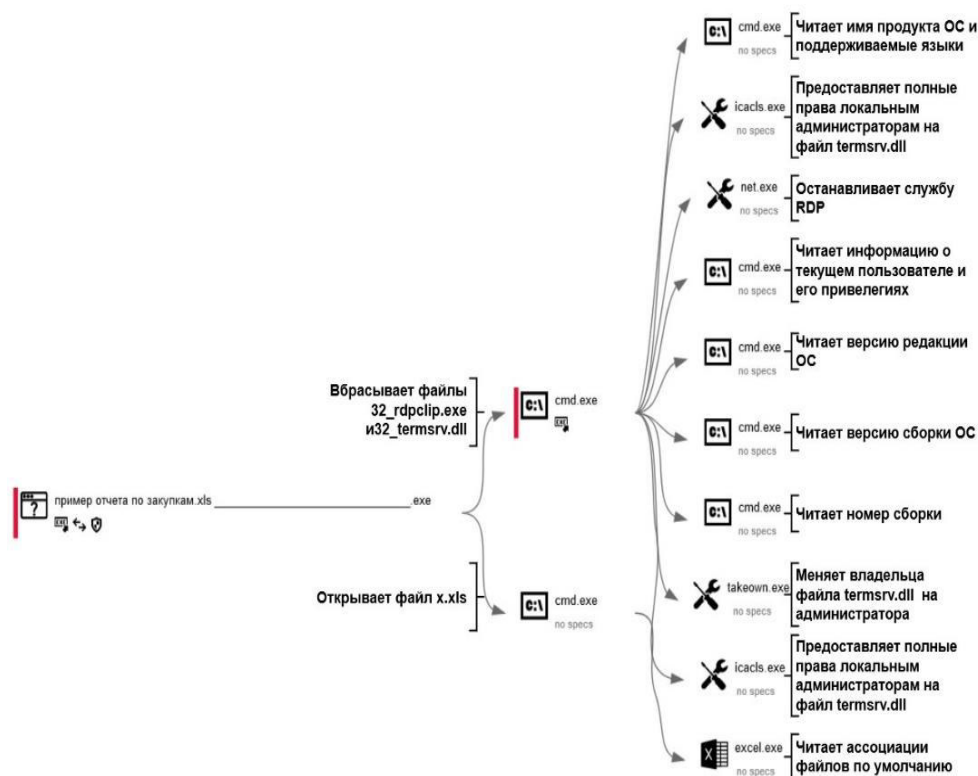 cmd.exe
no specs
Читает имя продукта ОС и
поддерживаемые языки
icacls.exe
no specs
Предоставляет полные
права локальным
администраторам на
файл termsrv.dll
net.exe
no specs
Останавливает службу
RDP
cmd.exe
no specs
Читает информацию о
текущем пользователе и
его привелегиях
cmd.exe
no specs
Читает версию редакции
ОС
Вбрасывает файлы
32_rdpclip.exe
и32_termsrv.dll
cmd.exe
cmd.exe
no specs
Читает версию сборки ОС
пример отчета по закупкам.xls ________________________________ .exe
cmd.exe
no specs
Читает номер сборки
Открывает файл x.xls
cmd.exe
no specs
takeown.exe
no specs
Меняет владельца
файла termsrv.dll на
администратора
icacls.exe
no specs
Предоставляет полные
права локальным
администраторам на
файл termsrv.dll
excel.exe
no specs
Читает ассоциации
файлов по умолчанию